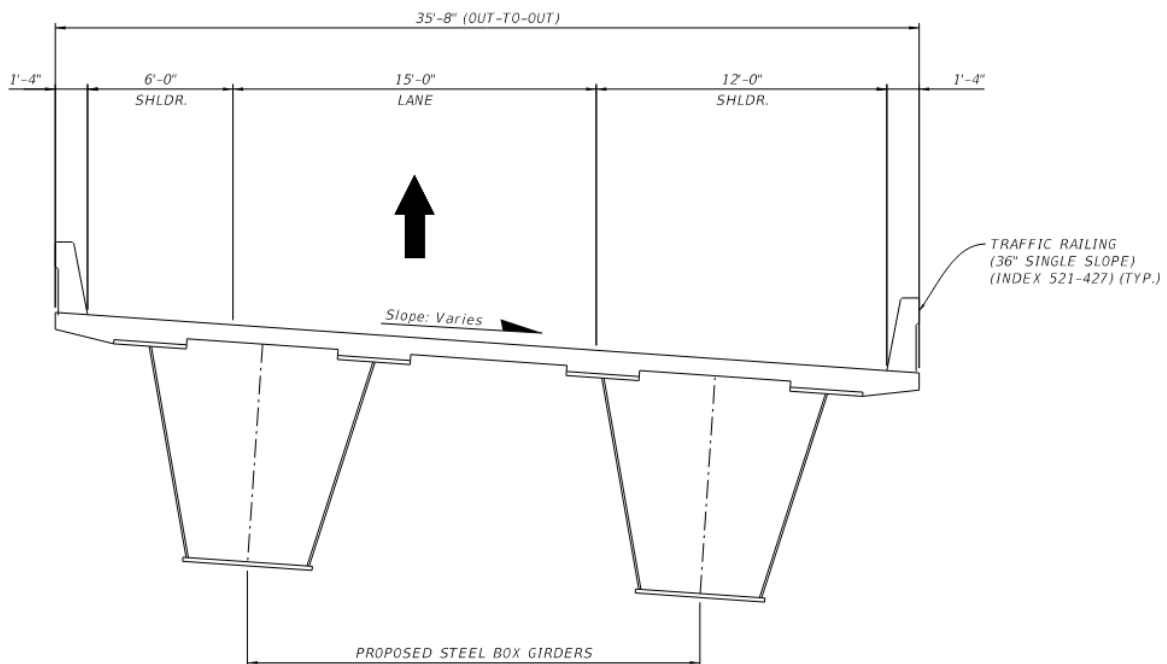 35'-8" (OUT-TO-OUT)
1'-4"
6'-0"
SHLDR.
15'-0"
LANE
12'-0"
SHLDR.
1'-4"
TRAFFIC RAILING
(36" SINGLE SLOPE)
(INDEX 521-427) (TYP.)
Slope: Varies
PROPOSED STEEL BOX GIRDERS